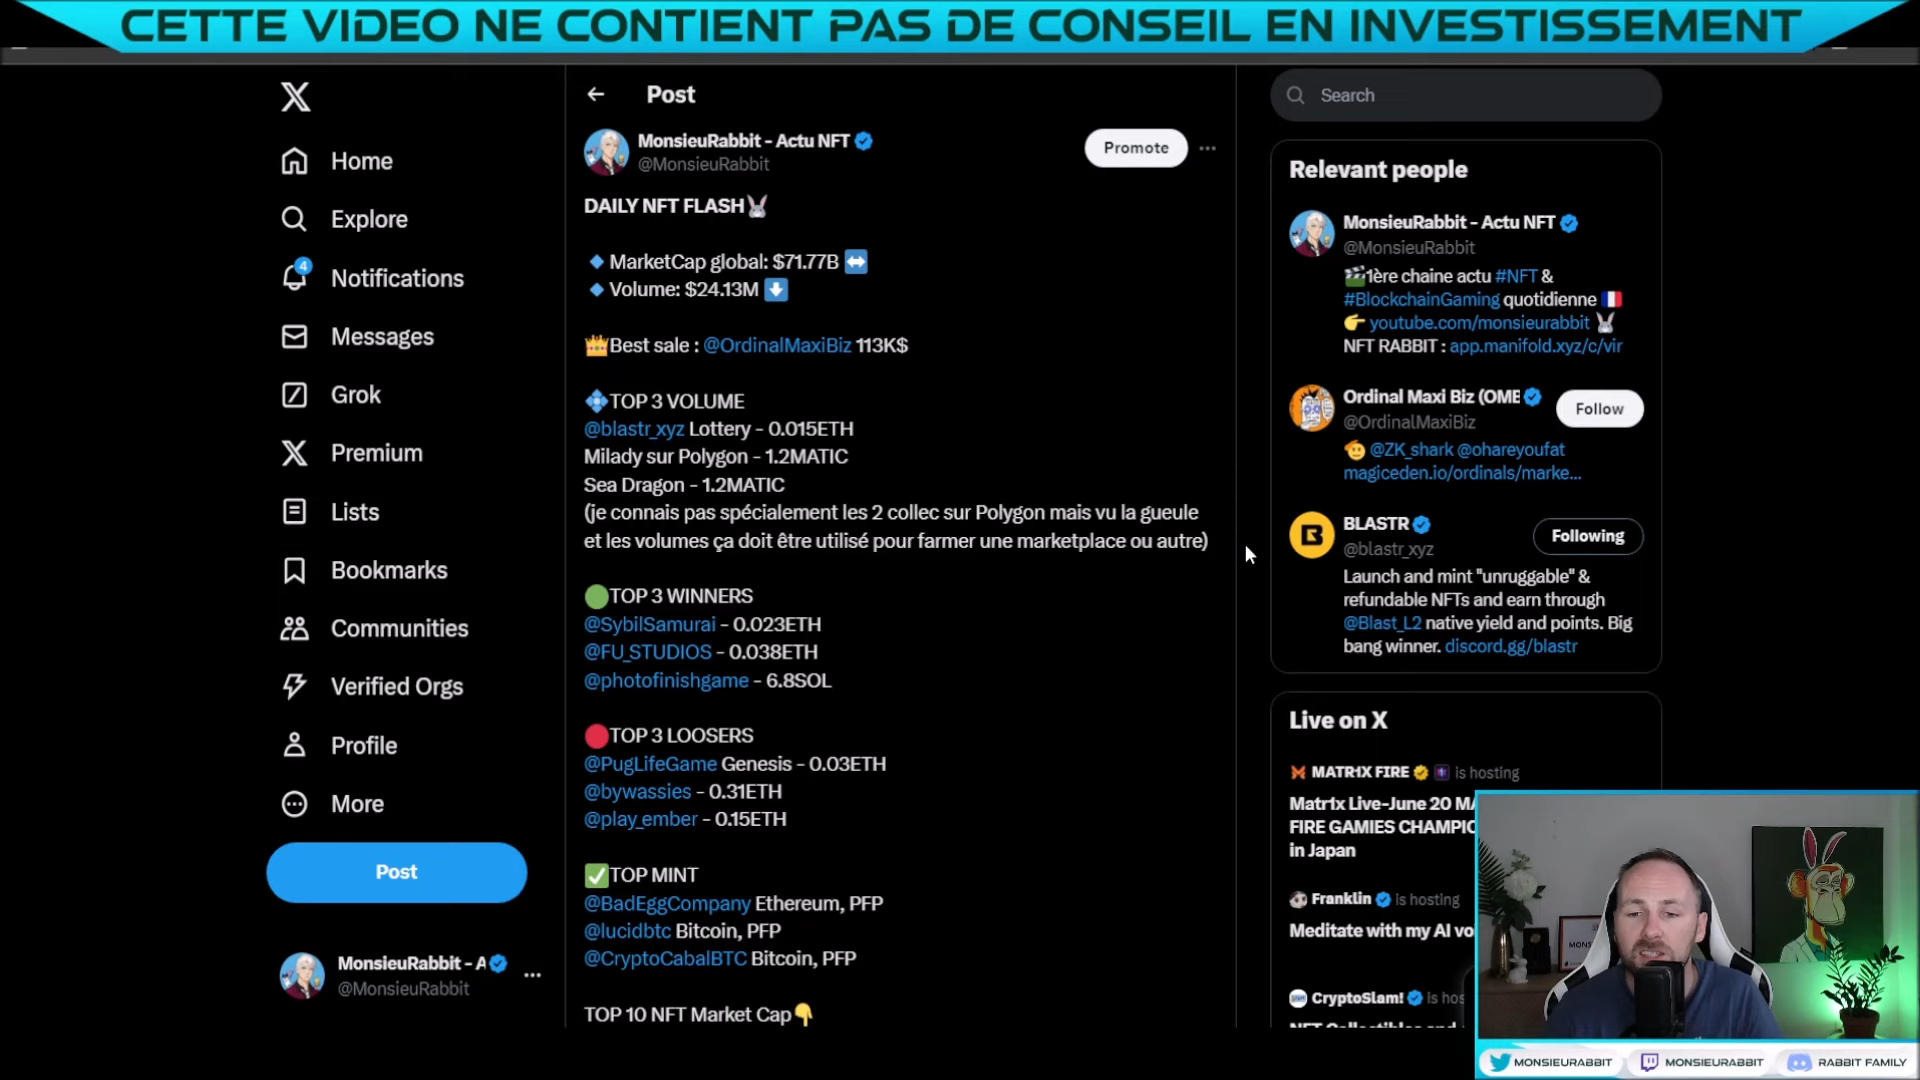 CETTE VIDEO NE CONTIENT PAS DE CONSEIL EN INVESTISSEMENT
Home
Explore
4
Notifications
Messages
Grok
Premium
Lists
Bookmarks
Communities
Verified Orgs
Profile
More
Post
MonsieuRabbit - A
@MonsieuRabbit
Post
MonsieuRabbit - Actu NFT
@MonsieuRabbit
Promote
DAILY NFT FLASH🐰
🔹MarketCap global: $71.77B ↔️
🔹Volume: $24.13M ⬇️
👑Best sale : @OrdinalMaxiBiz 113K$
💠TOP 3 VOLUME
@blastr_xyz Lottery - 0.015ETH
Milady sur Polygon - 1.2MATIC
Sea Dragon - 1.2MATIC
(je connais pas spécialement les 2 collec sur Polygon mais vu la gueule
et les volumes ça doit être utilisé pour farmer une marketplace ou autre)
🟢TOP 3 WINNERS
@SybilSamurai - 0.023ETH
@FU_STUDIOS - 0.038ETH
@photofinishgame - 6.8SOL
🔴TOP 3 LOOSERS
@PugLifeGame Genesis - 0.03ETH
@bywassies - 0.31ETH
@play_ember - 0.15ETH
✅TOP MINT
@BadEggCompany Ethereum, PFP
@lucidbtc Bitcoin, PFP
@CryptoCabalBTC Bitcoin, PFP
TOP 10 NFT Market Cap👇
Search
Relevant people
MonsieuRabbit - Actu NFT
@MonsieuRabbit
🎬1ère chaine actu #NFT &
#BlockchainGaming quotidienne 🇫🇷
👉 youtube.com/monsieurabbit 🐰
NFT RABBIT : app.manifold.xyz/c/vir
Ordinal Maxi Biz (OMB
@OrdinalMaxiBiz
Follow
🫡 @ZK_shark @ohareyoufat
magiceden.io/ordinals/marke...
BLASTR
@blastr_xyz
Following
Launch and mint "unruggable" &
refundable NFTs and earn through
@Blast_L2 native yield and points. Big
bang winner. discord.gg/blastr
Live on X
MATR1X FIRE is hosting
Matr1x Live-June 20 MA
FIRE GAMIES CHAMPIO
in Japan
Franklin is hosting
Meditate with my AI vo
CryptoSlam! is hos
NFT Collectibles and
MONSIEURABBIT
MONSIEURABBIT
RABBIT FAMILY